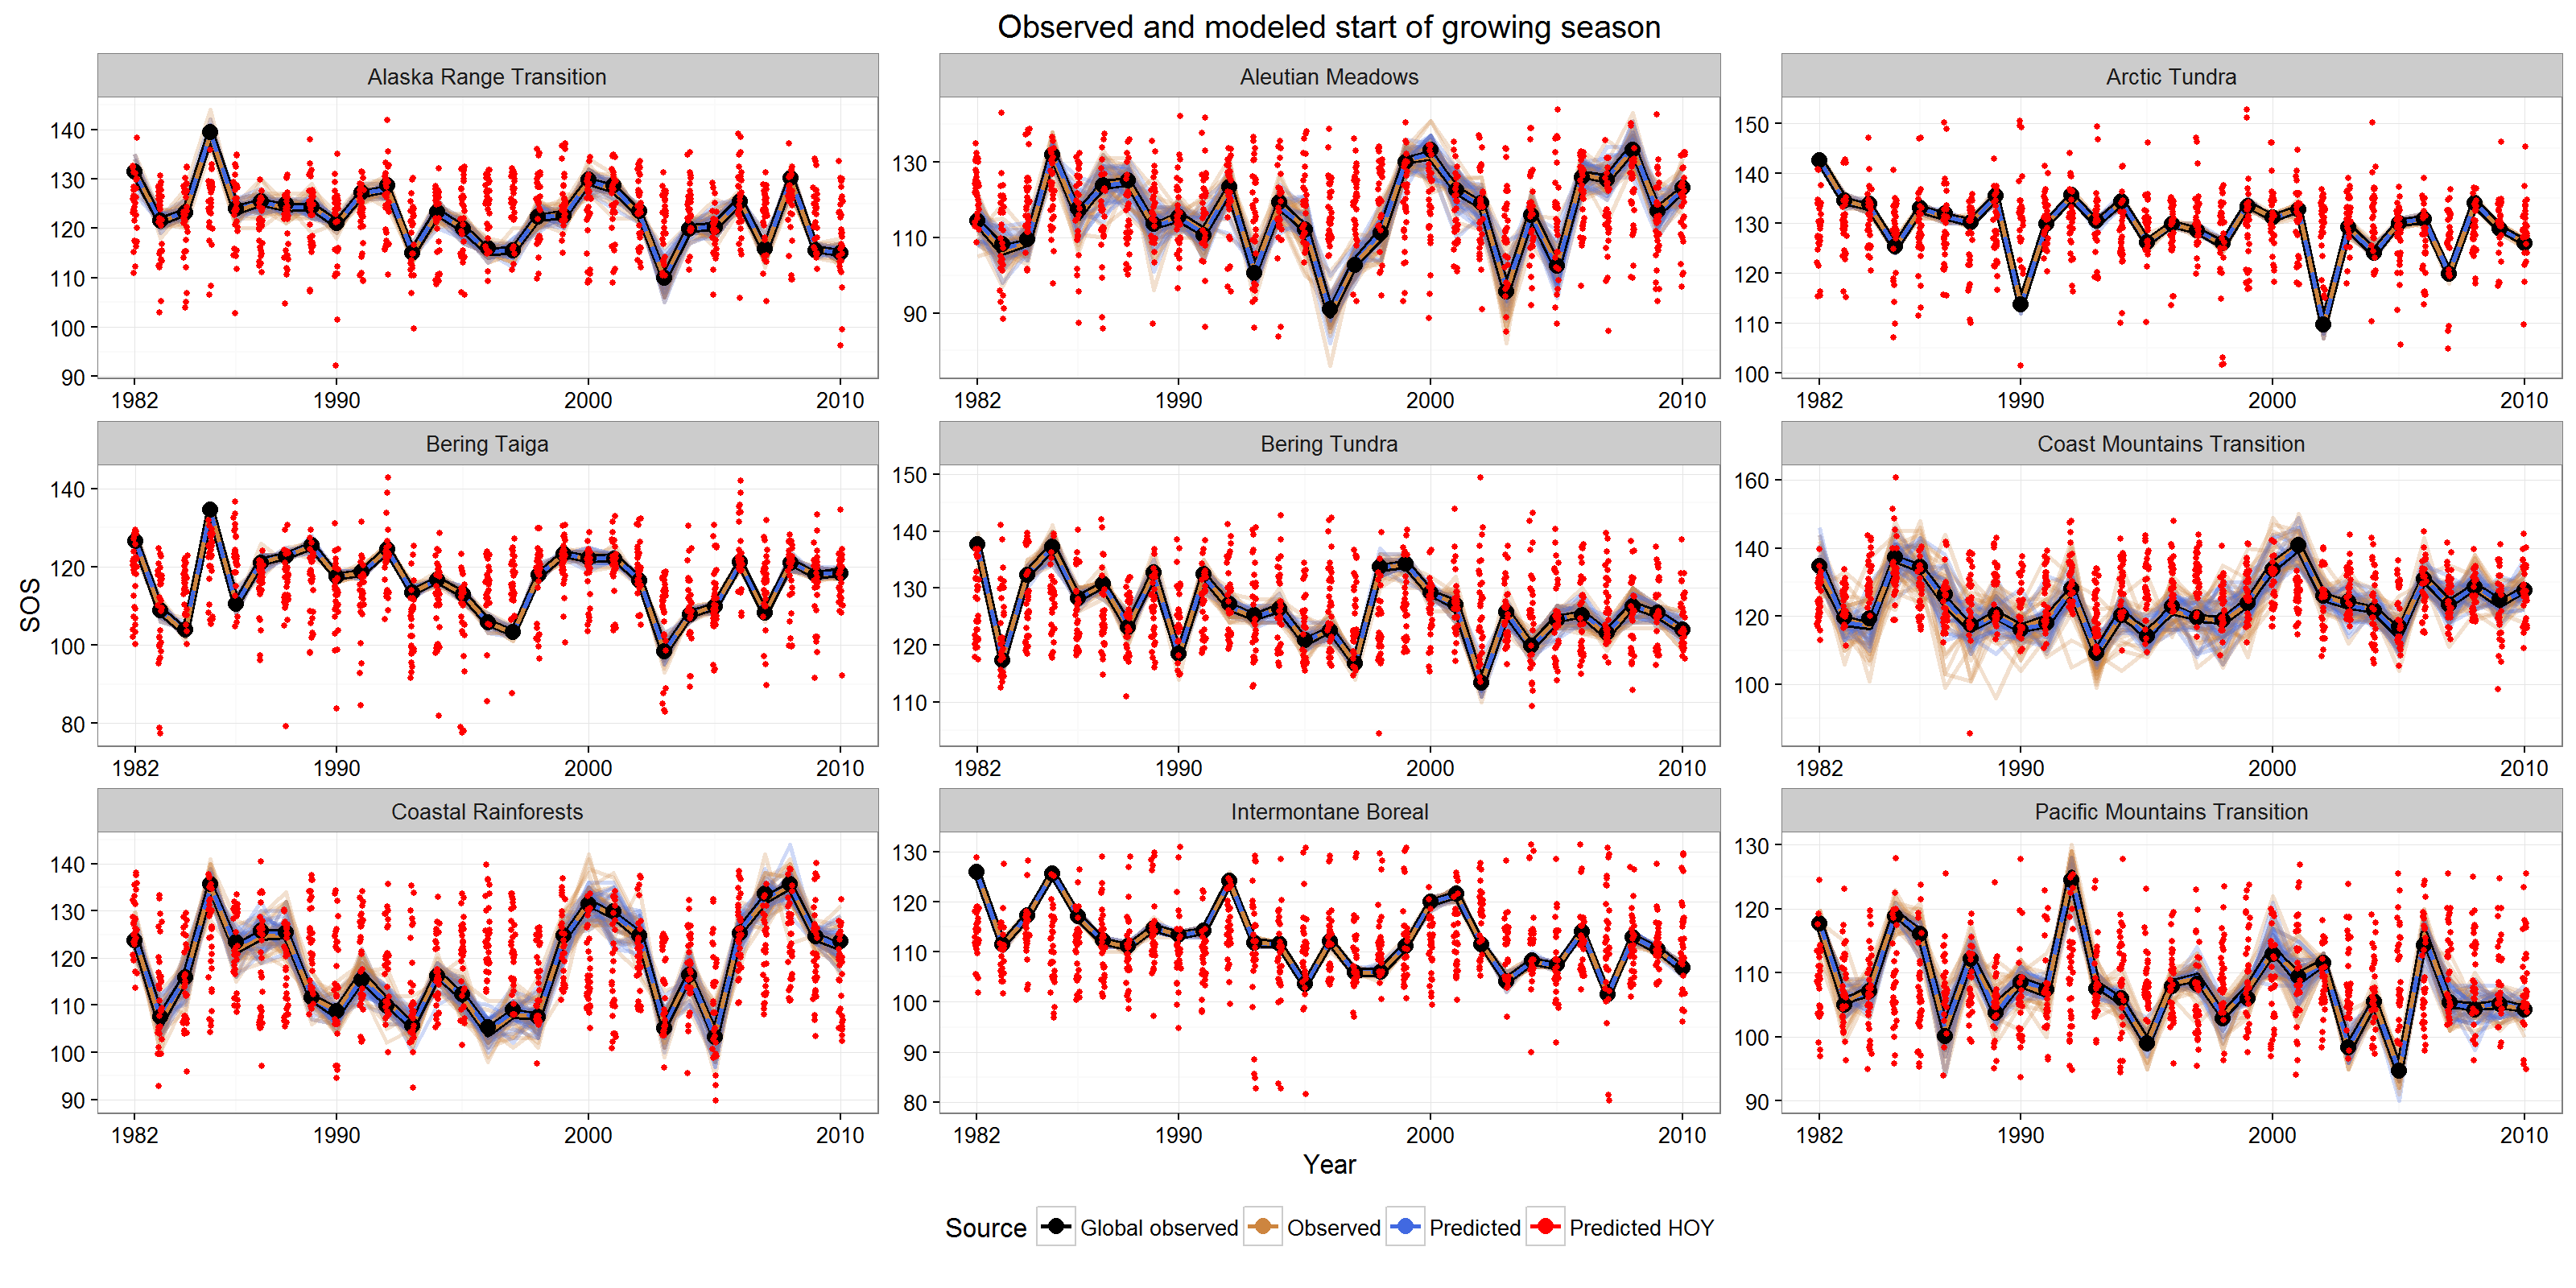 Observed and modeled start of growing season
Alaska Range Transition
Aleutian Meadows
Arctic Tundra
140
130
120
110
100
90
130
110
90
150
140
130
120
110
100
1982 1990 2000 2010
1982 1990 2000 2010
1982 1990 2000 2010
Bering Taiga
Bering Tundra
Coast Mountains Transition
SOS
140
120
100
80
150
140
130
120
110
160
140
120
100
1982 1990 2000 2010
1982 1990 2000 2010
1982 1990 2000 2010
Coastal Rainforests
Intermontane Boreal
Pacific Mountains Transition
140
130
120
110
100
90
130
120
110
100
90
80
130
120
110
100
90
1982 1990 2000 2010
1982 1990 2000 2010
1982 1990 2000 2010
Year
Source Global observed Observed Predicted Predicted HOY